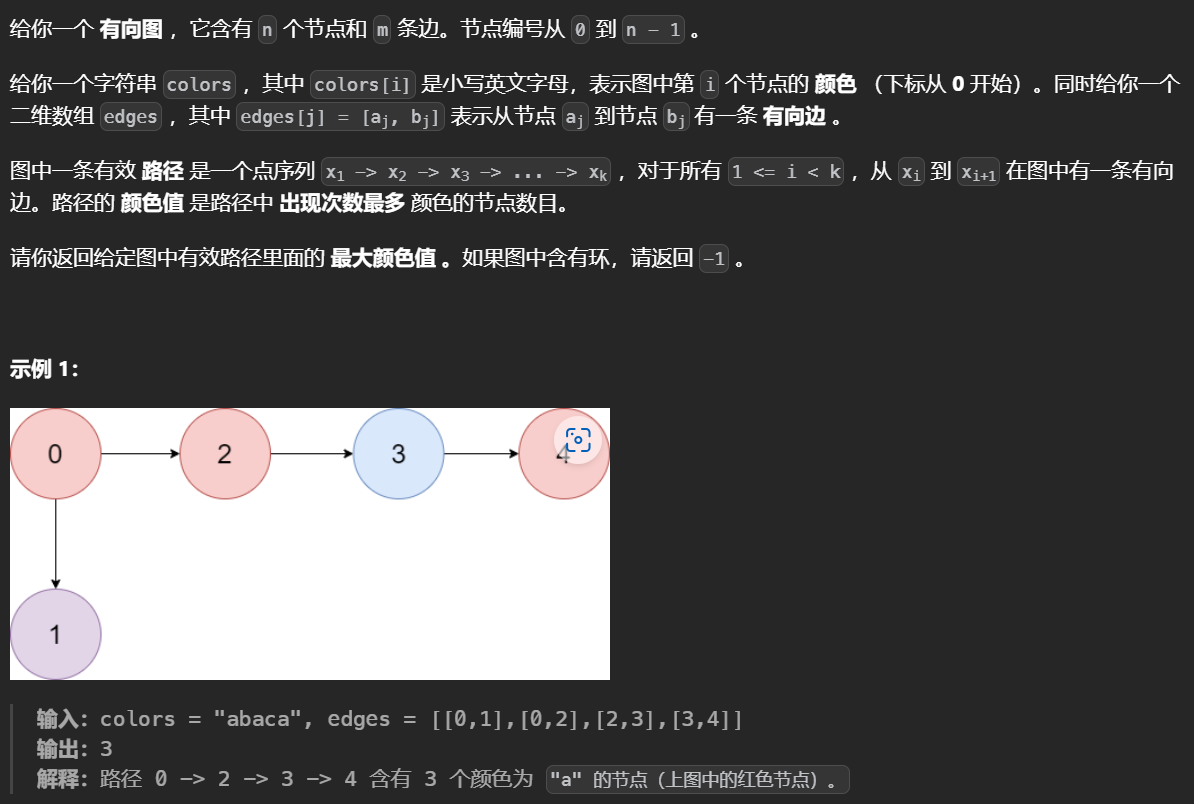 给你一个 有向图 ，它含有 n 个节点和 m 条边。节点编号从 0 到 n - 1 。
给你一个字符串 colors ，其中 colors[i] 是小写英文字母，表示图中第 i 个节点的 颜色 （下标从 0 开始）。同时给你一个
二维数组 edges ，其中 edges[j] = [aj, bj] 表示从节点 aj 到节点 bj 有一条 有向边 。
图中一条有效 路径 是一个点序列 x1 -> x2 -> x3 -> ... -> xk ，对于所有 1 <= i < k ，从 xi 到 xi+1 在图中有一条有向
边。路径的 颜色值 是路径中 出现次数最多 颜色的节点数目。
请你返回给定图中有效路径里面的 最大颜色值 。如果图中含有环，请返回 -1 。
示例 1：
0 2 3 4
1
输入：colors = "abaca", edges = [[0,1],[0,2],[2,3],[3,4]]
输出：3
解释：路径 0 -> 2 -> 3 -> 4 含有 3 个颜色为 "a" 的节点（上图中的红色节点）。